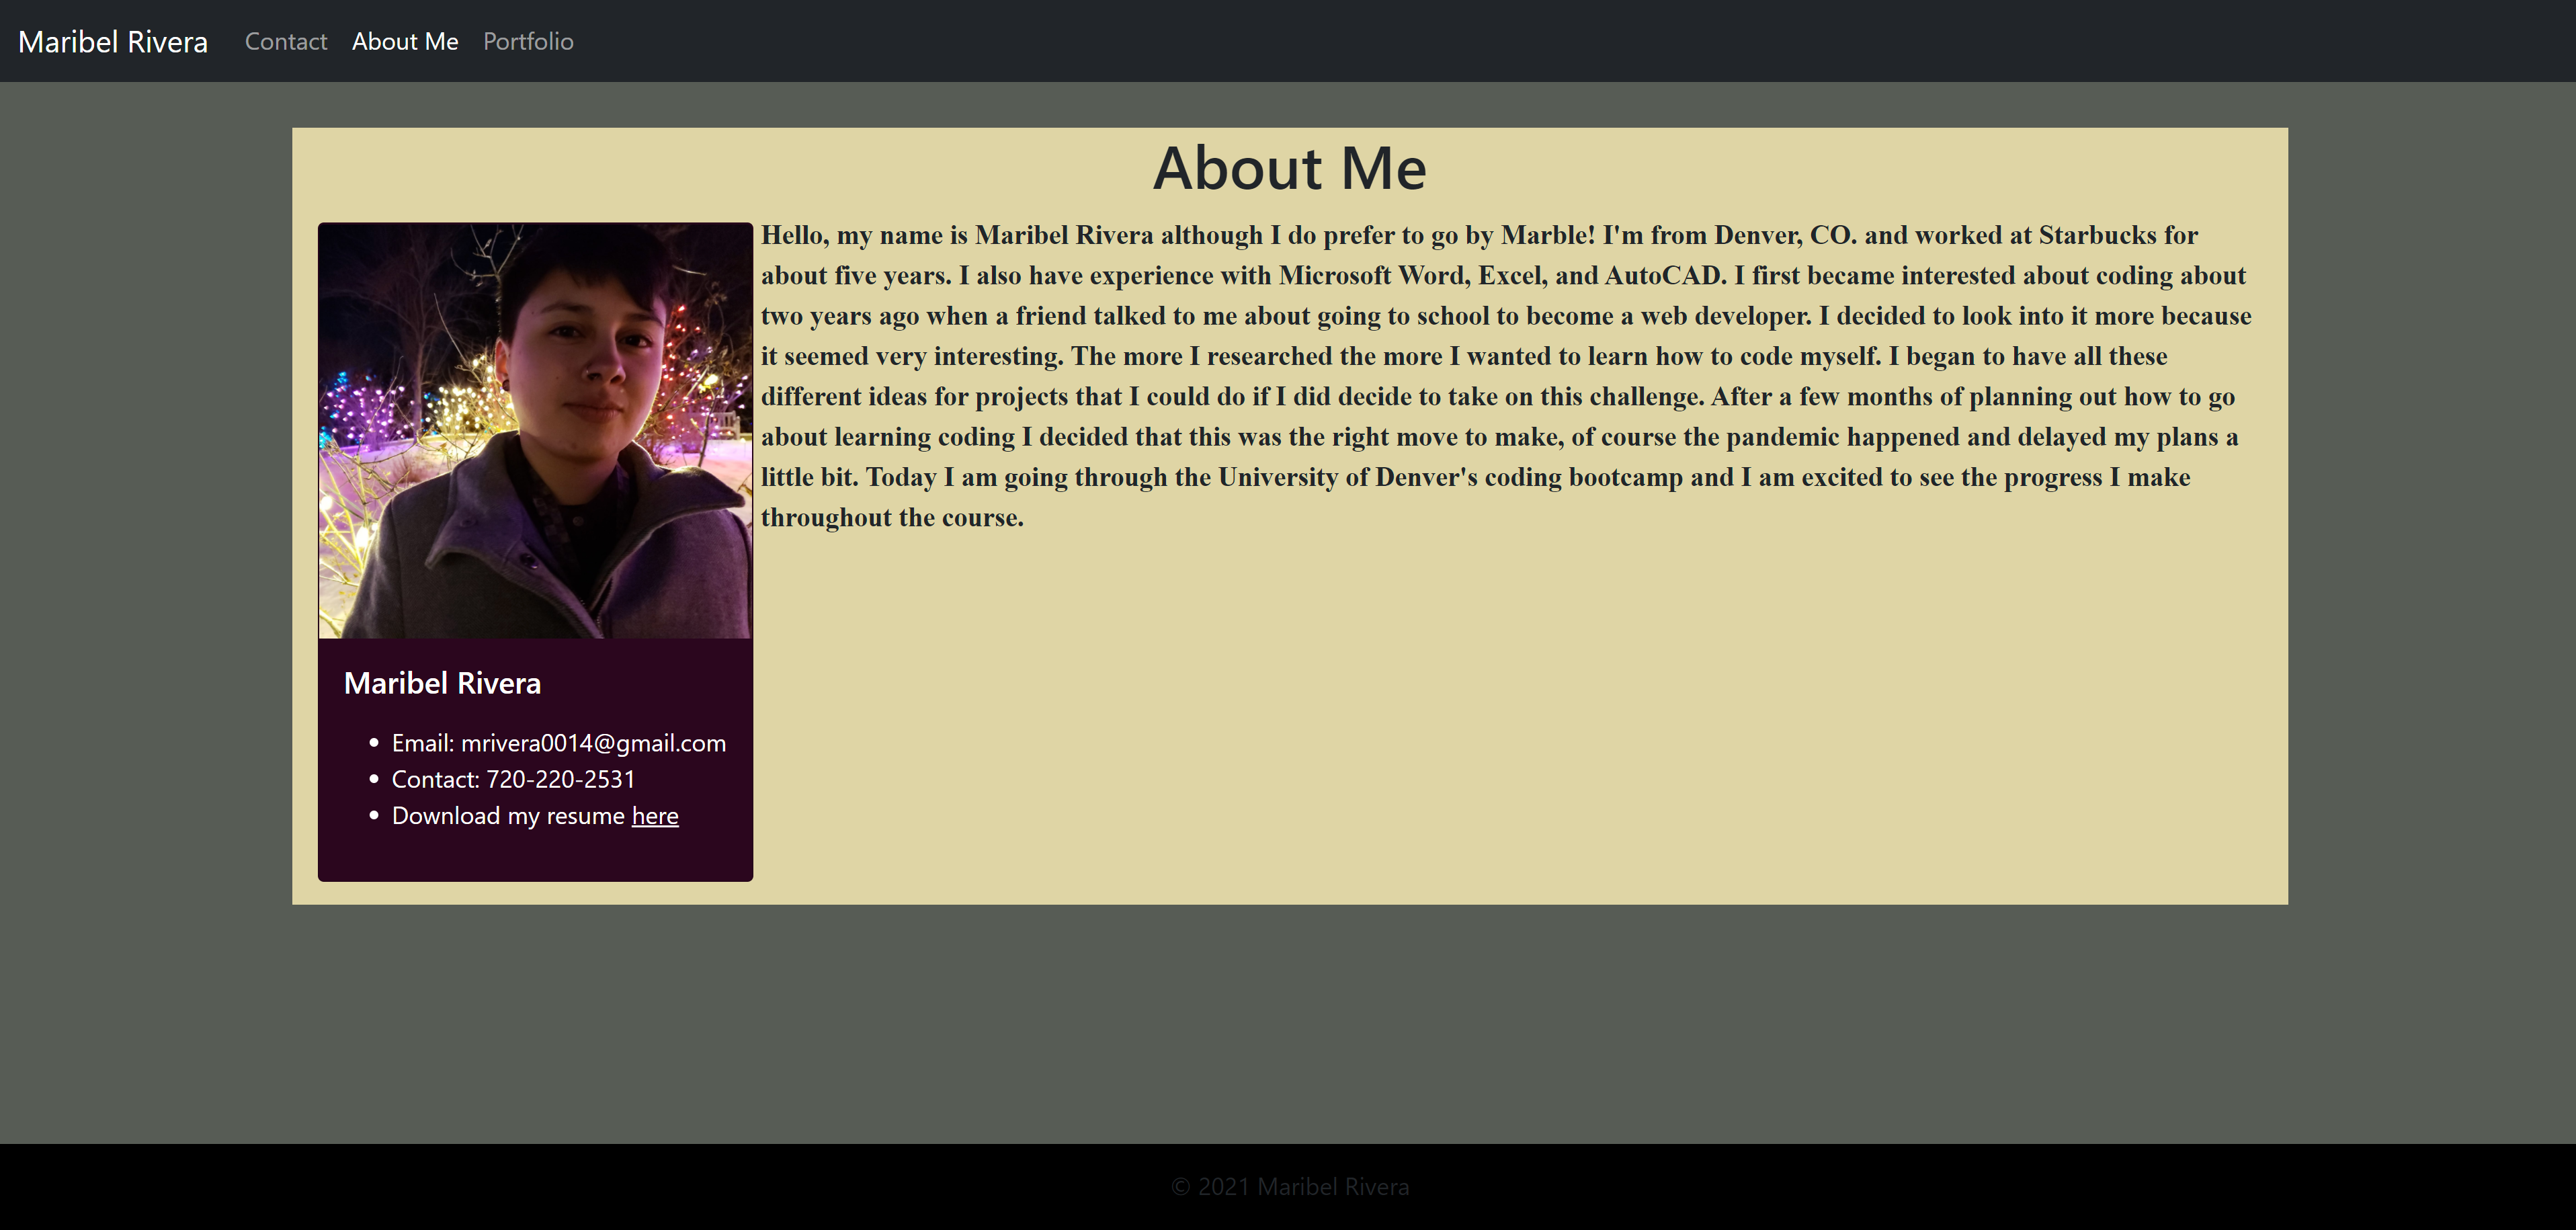 Maribel Rivera Contact About Me Portfolio
About Me
Hello, my name is Maribel Rivera although I do prefer to go by Marble! I'm from Denver, CO. and worked at Starbucks for
about five years. I also have experience with Microsoft Word, Excel, and AutoCAD. I first became interested about coding about
two years ago when a friend talked to me about going to school to become a web developer. I decided to look into it more because
it seemed very interesting. The more I researched the more I wanted to learn how to code myself. I began to have all these
different ideas for projects that I could do if I did decide to take on this challenge. After a few months of planning out how to go
about learning coding I decided that this was the right move to make, of course the pandemic happened and delayed my plans a
little bit. Today I am going through the University of Denver's coding bootcamp and I am excited to see the progress I make
throughout the course.
Maribel Rivera
Email: mrivera0014@gmail.com
Contact: 720-220-2531
Download my resume here
© 2021 Maribel Rivera